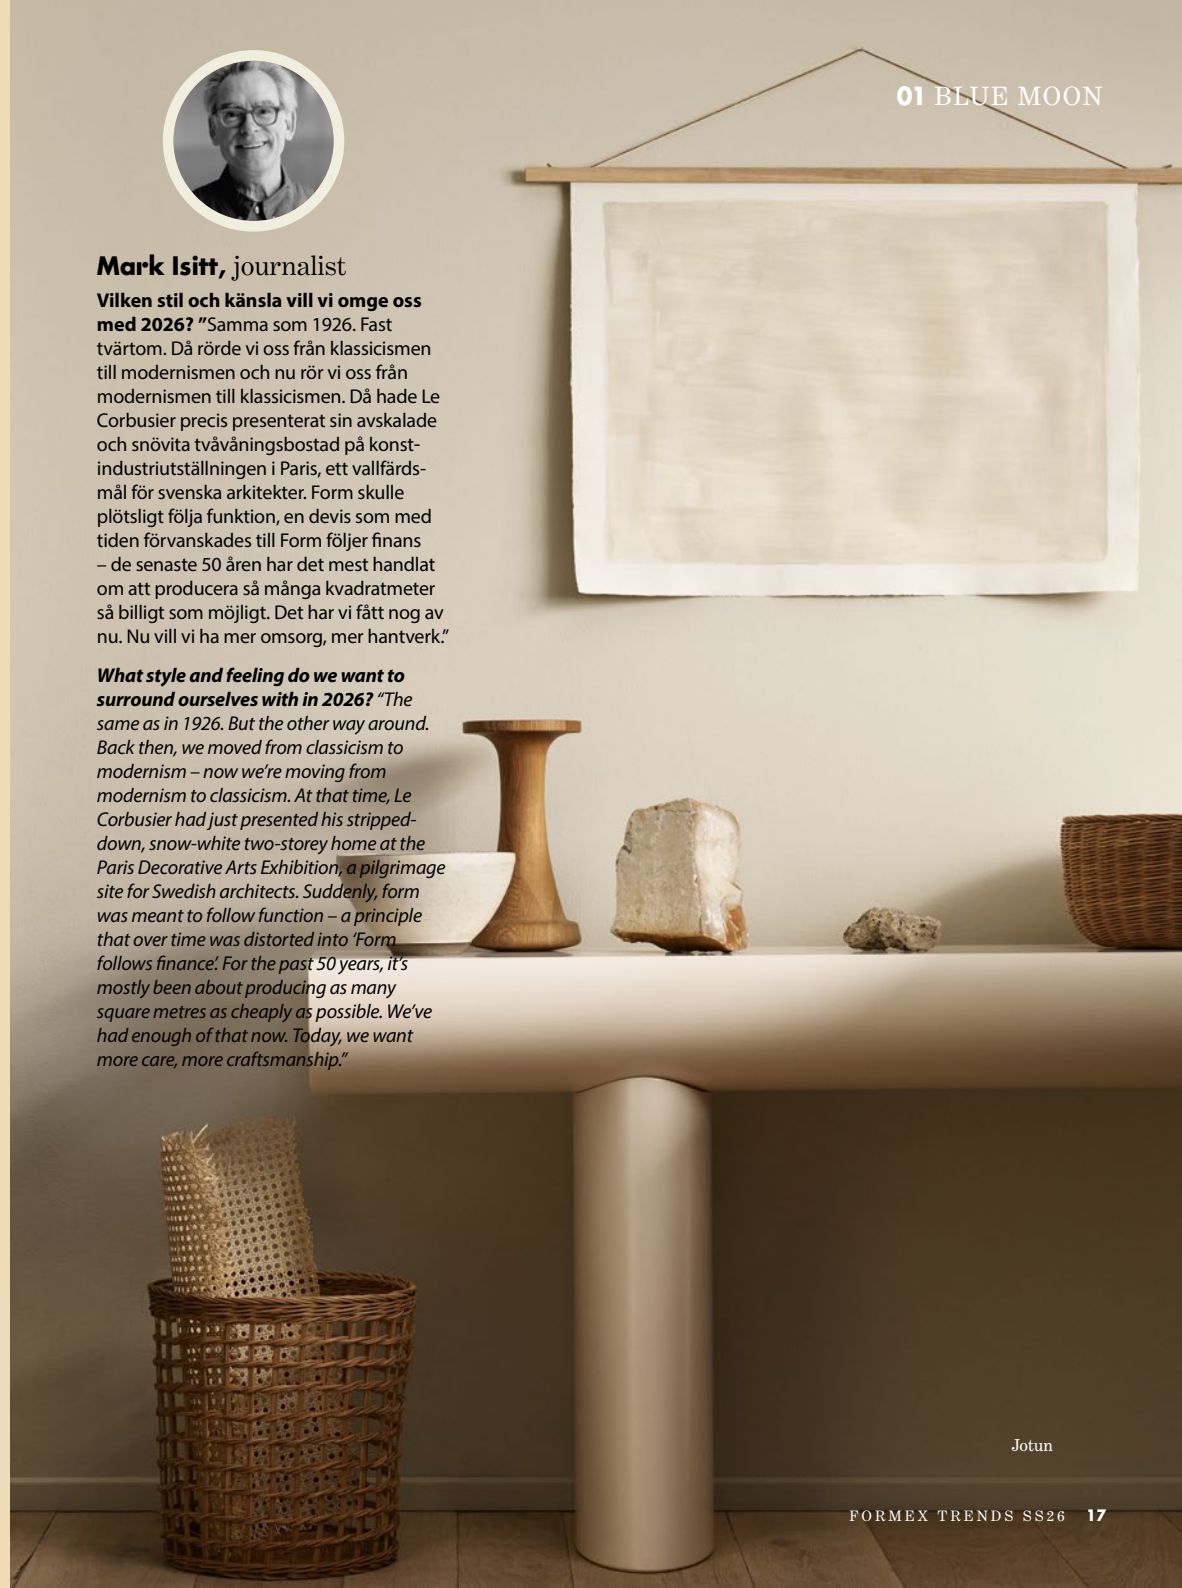 01 BLUE MOON
Mark Isitt, journalist
Vilken stil och känsla vill vi omge oss
med 2026? ”Samma som 1926. Fast
tvärtom. Då rörde vi oss från klassicismen
till modernismen och nu rör vi oss från
modernismen till klassicismen. Då hade Le
Corbusier precis presenterat sin avskalade
och snövita tvåvåningsbostad på konst-
industriutställningen i Paris, ett vallfärds-
mål för svenska arkitekter. Form skulle
plötsligt följa funktion, en devis som med
tiden förvanskades till Form följer finans
– de senaste 50 åren har det mest handlat
om att producera så många kvadratmeter
så billigt som möjligt. Det har vi fått nog av
nu. Nu vill vi ha mer omsorg, mer hantverk.”
What style and feeling do we want to
surround ourselves with in 2026? “The
same as in 1926. But the other way around.
Back then, we moved from classicism to
modernism – now we’re moving from
modernism to classicism. At that time, Le
Corbusier had just presented his stripped-
down, snow-white two-storey home at the
Paris Decorative Arts Exhibition, a pilgrimage
site for Swedish architects. Suddenly, form
was meant to follow function – a principle
that over time was distorted into ‘Form
follows finance’. For the past 50 years, it’s
mostly been about producing as many
square metres as cheaply as possible. We’ve
had enough of that now. Today, we want
more care, more craftsmanship.”
Jotun
FORMEX TRENDS SS26 17